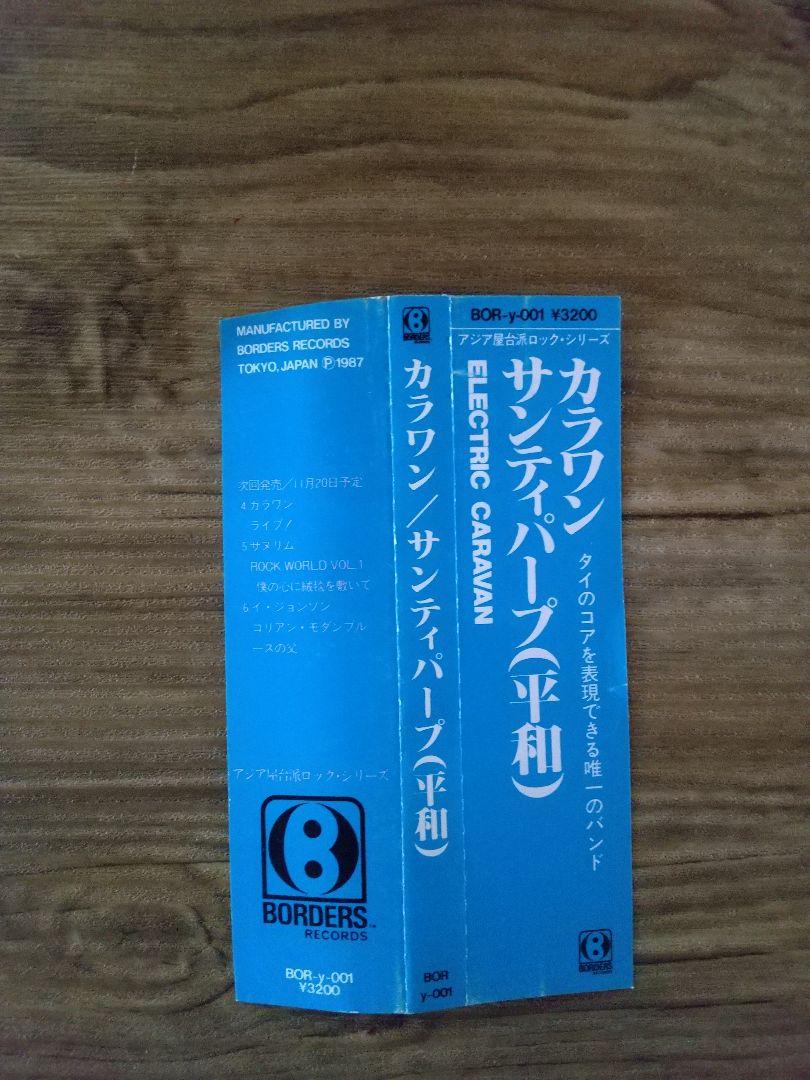 MANUFACTURED BY
BORDERS RECORDS
TOKYO, JAPAN Ⓟ1987
次回発売/11月20日予定
4.カラワン
ライブ!
5.サヌリム
ROCK WORLD VOL.1
僕の心に絨毯を敷いて
6.イ・ジョンソン
コリアン・モダンブル
ースの父
アジア屋台派ロック・シリーズ
BORDERS™
RECORDS
BOR-y-001
¥3200
カラワン/サンティパープ(平和)
BOR
y-001
BOR-y-001 ¥3200
アジア屋台派ロック・シリーズ
カラワン
サンティパープ(平和)
ELECTRIC CARAVAN
タイのコアを表現できる唯一のバンド
BORDERS